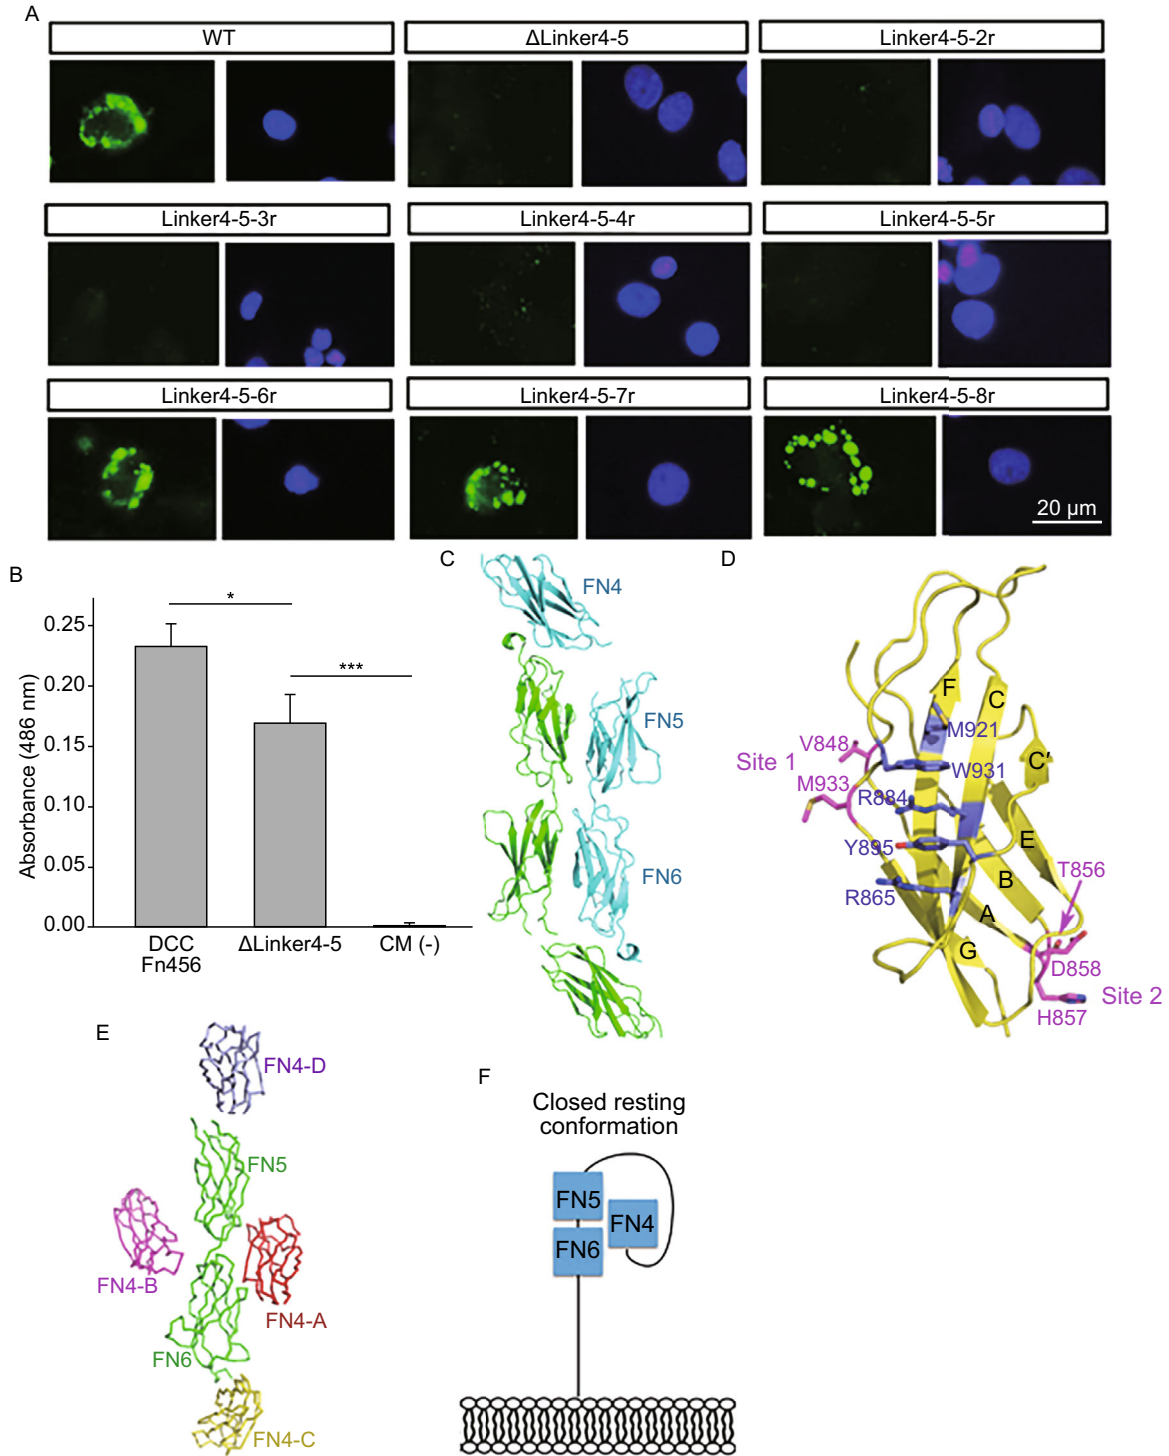 A
WT
ΔLinker4-5
Linker4-5-2r
Linker4-5-3r
Linker4-5-4r
Linker4-5-5r
Linker4-5-6r
Linker4-5-7r
Linker4-5-8r
20 µm
B
Absorbance (486 nm)
0.25
0.20
0.15
0.10
0.05
0.00
*
***
DCC
Fn456
ΔLinker4-5
CM (-)
C
FN4
FN5
FN6
D
F
C
M921
V848
Site 1
W931
C′
M933
R884
Y895
E
B
T856
R865
A
G
D858
Site 2
H857
E
FN4-D
FN5
FN4-B
FN4-A
FN6
FN4-C
F
Closed resting
conformation
FN5
FN4
FN6